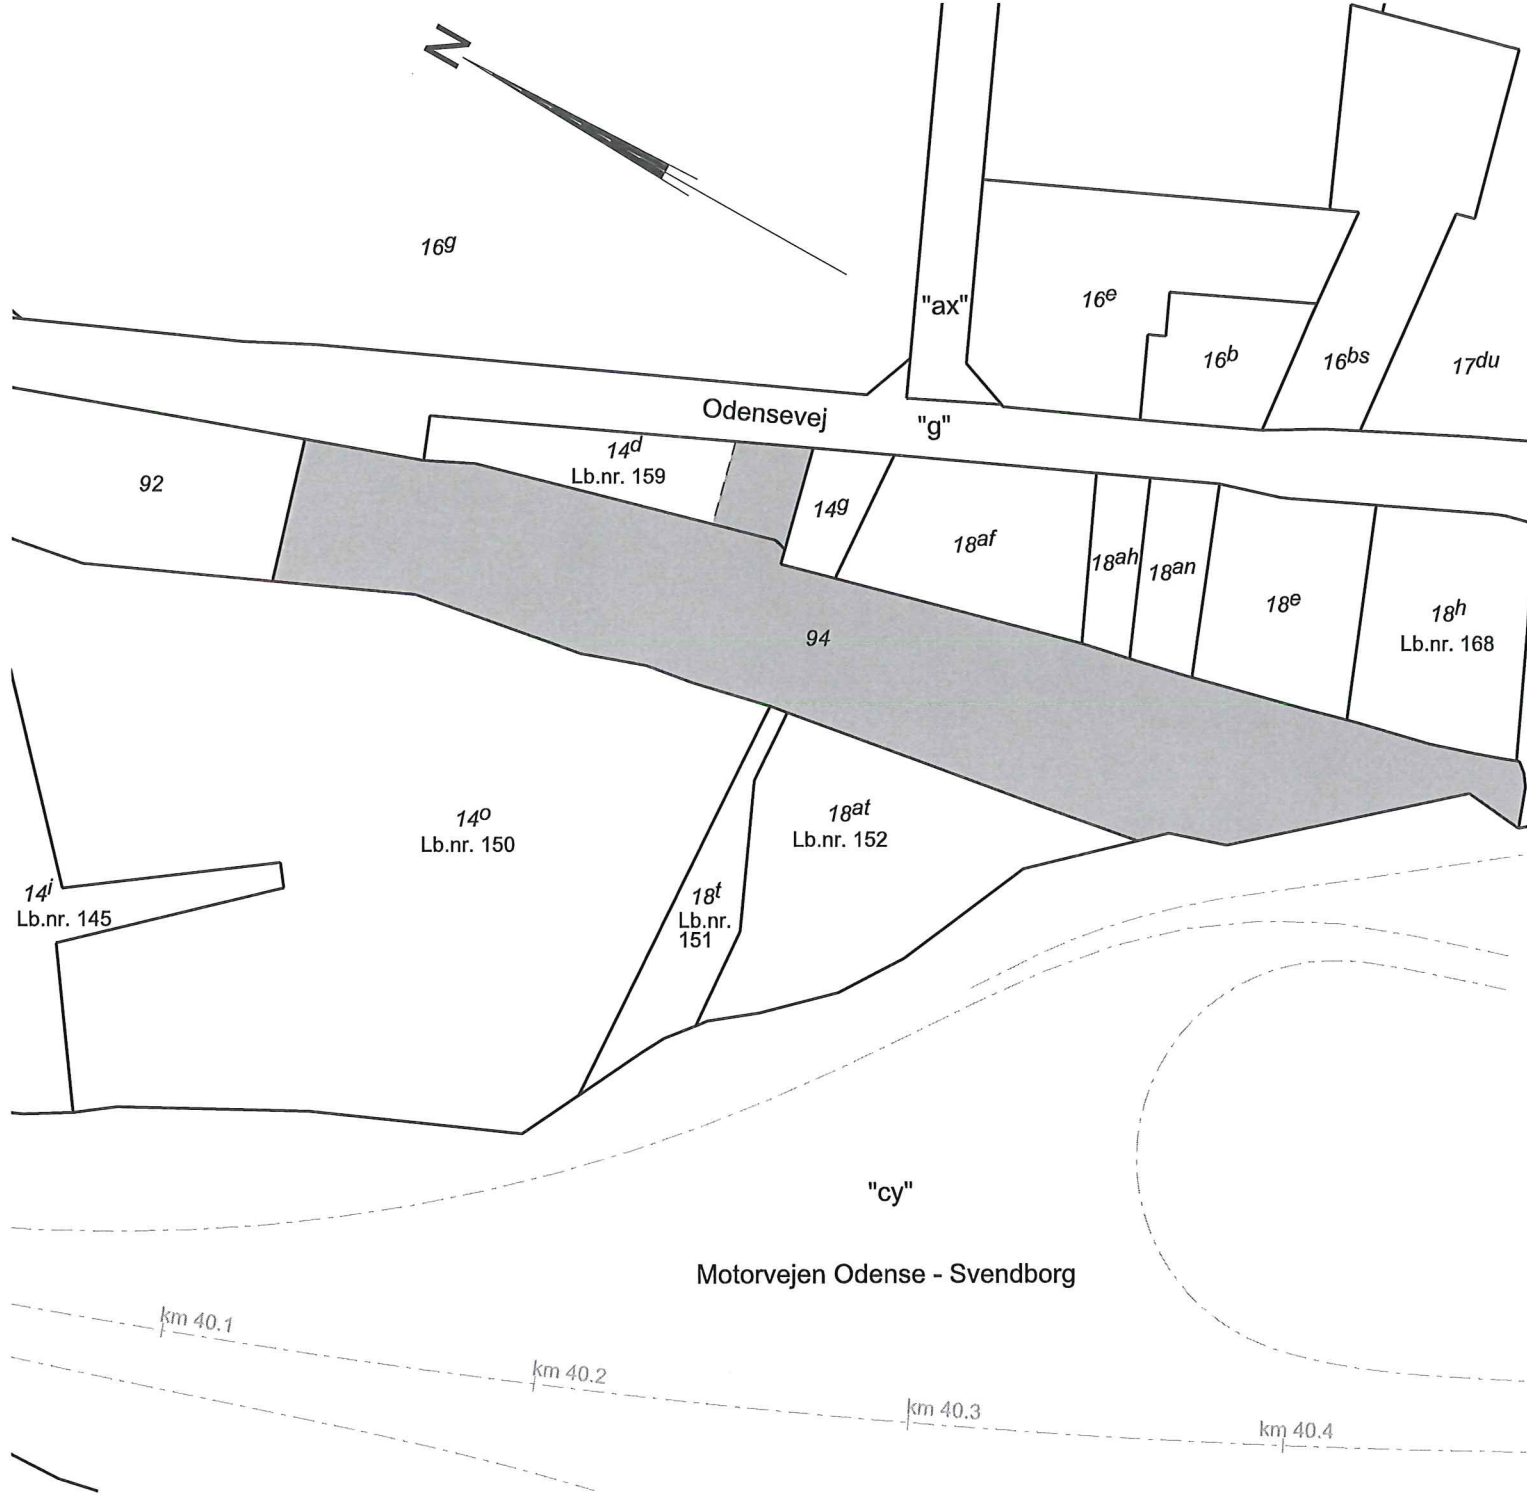 N
16g
"ax"
16e
16b
16bs
17du
Odensevej
"g"
14d
Lb.nr. 159
92
14g
18af
18ah
18an
18e
18h
Lb.nr. 168
94
14o
Lb.nr. 150
18at
Lb.nr. 152
14i
Lb.nr. 145
18t
Lb.nr.
151
"cy"
Motorvejen Odense - Svendborg
km 40.1
km 40.2
km 40.3
km 40.4